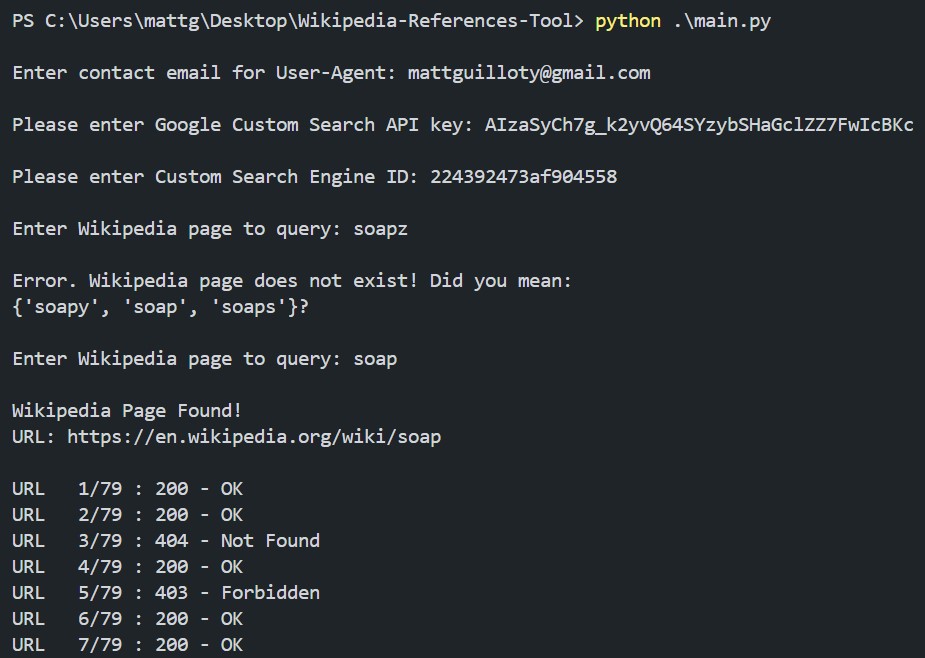 PS C:\Users\mattg\Desktop\Wikipedia-References-Tool> python .\main.py
Enter contact email for User-Agent: mattguilloty@gmail.com
Please enter Google Custom Search API key: AIzaSyCh7g_k2yvQ64SYzybSHaGclZZ7FwIcBKc
Please enter Custom Search Engine ID: 224392473af904558
Enter Wikipedia page to query: soapz
Error. Wikipedia page does not exist! Did you mean:
{'soapy', 'soap', 'soaps'}?
Enter Wikipedia page to query: soap
Wikipedia Page Found!
URL: https://en.wikipedia.org/wiki/soap
URL   1/79 : 200 - OK
URL   2/79 : 200 - OK
URL   3/79 : 404 - Not Found
URL   4/79 : 200 - OK
URL   5/79 : 403 - Forbidden
URL   6/79 : 200 - OK
URL   7/79 : 200 - OK